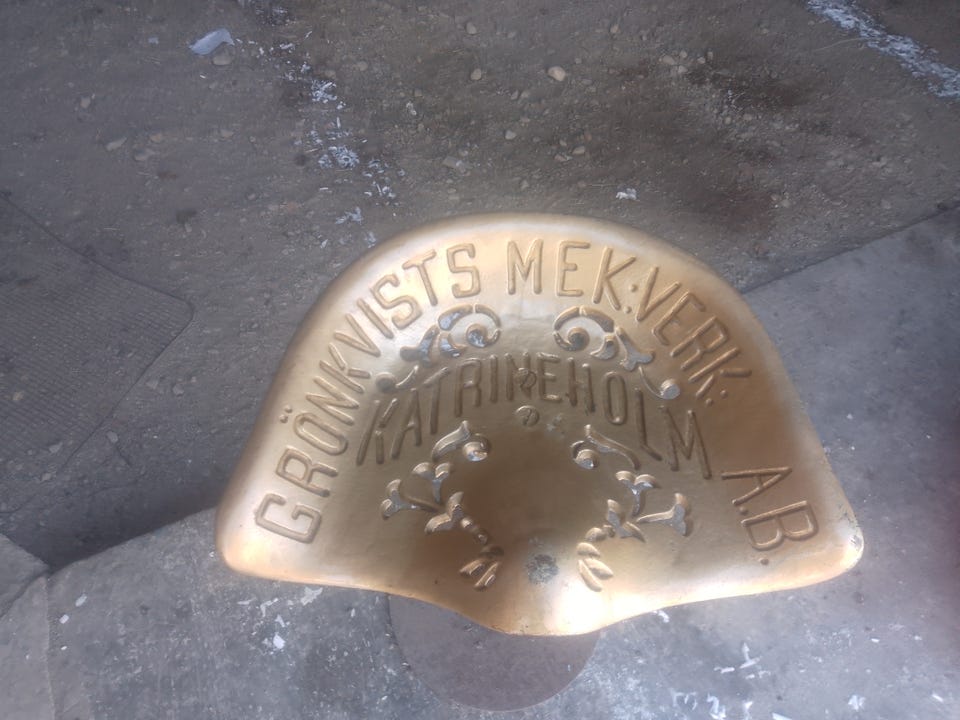 GRÖNKVISTS MEK:VERK: A.B
KATRINEHOLM